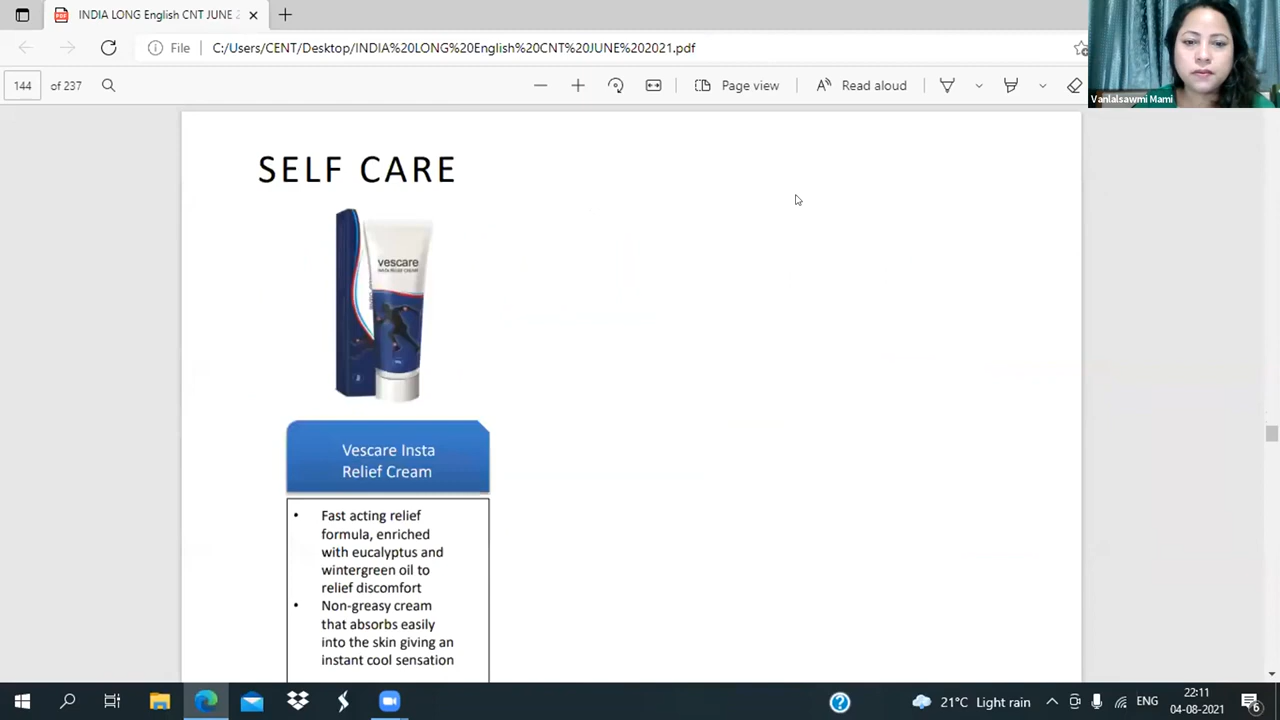 INDIA LONG English CNT JUNE 2
File
C:/Users/CENT/Desktop/INDIA%20LONG%20English%20CNT%20JUNE%202021.pdf
144 of 237
Page view
Read aloud
Vanlalsawmi Mami
SELF CARE
vescare
INSTA RELIEF CREAM
Vescare Insta
Relief Cream
• Fast acting relief
formula, enriched
with eucalyptus and
wintergreen oil to
relief discomfort
• Non-greasy cream
that absorbs easily
into the skin giving an
instant cool sensation
21°C Light rain
ENG
22:11
04-08-2021
6